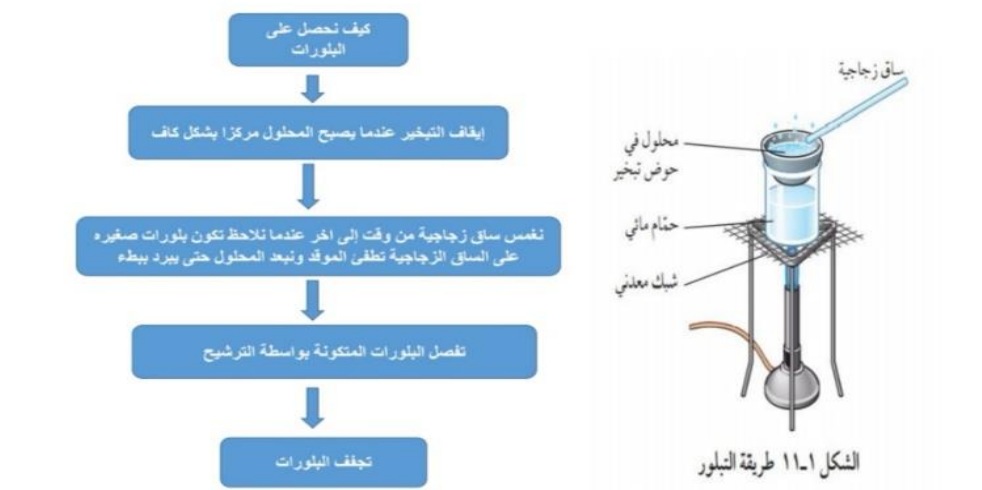 كيف نحصل على
البلورات
إيقاف التبخير عندما يصبح المحلول مركزا بشكل كاف
نغمس ساق زجاجية من وقت إلى اخر عندما نلاحظ تكون بلورات صغيره
على الساق الزجاجية تطفئ الموقد ونبعد المحلول حتى يبرد ببطء
تفصل البلورات المتكونة بواسطة الترشيح
تجفف البلورات
ساق زجاجية
محلول في
حوض تبخير
حمّام مائي
شبك معدني
الشكل ١-١١ طريقة التبلور